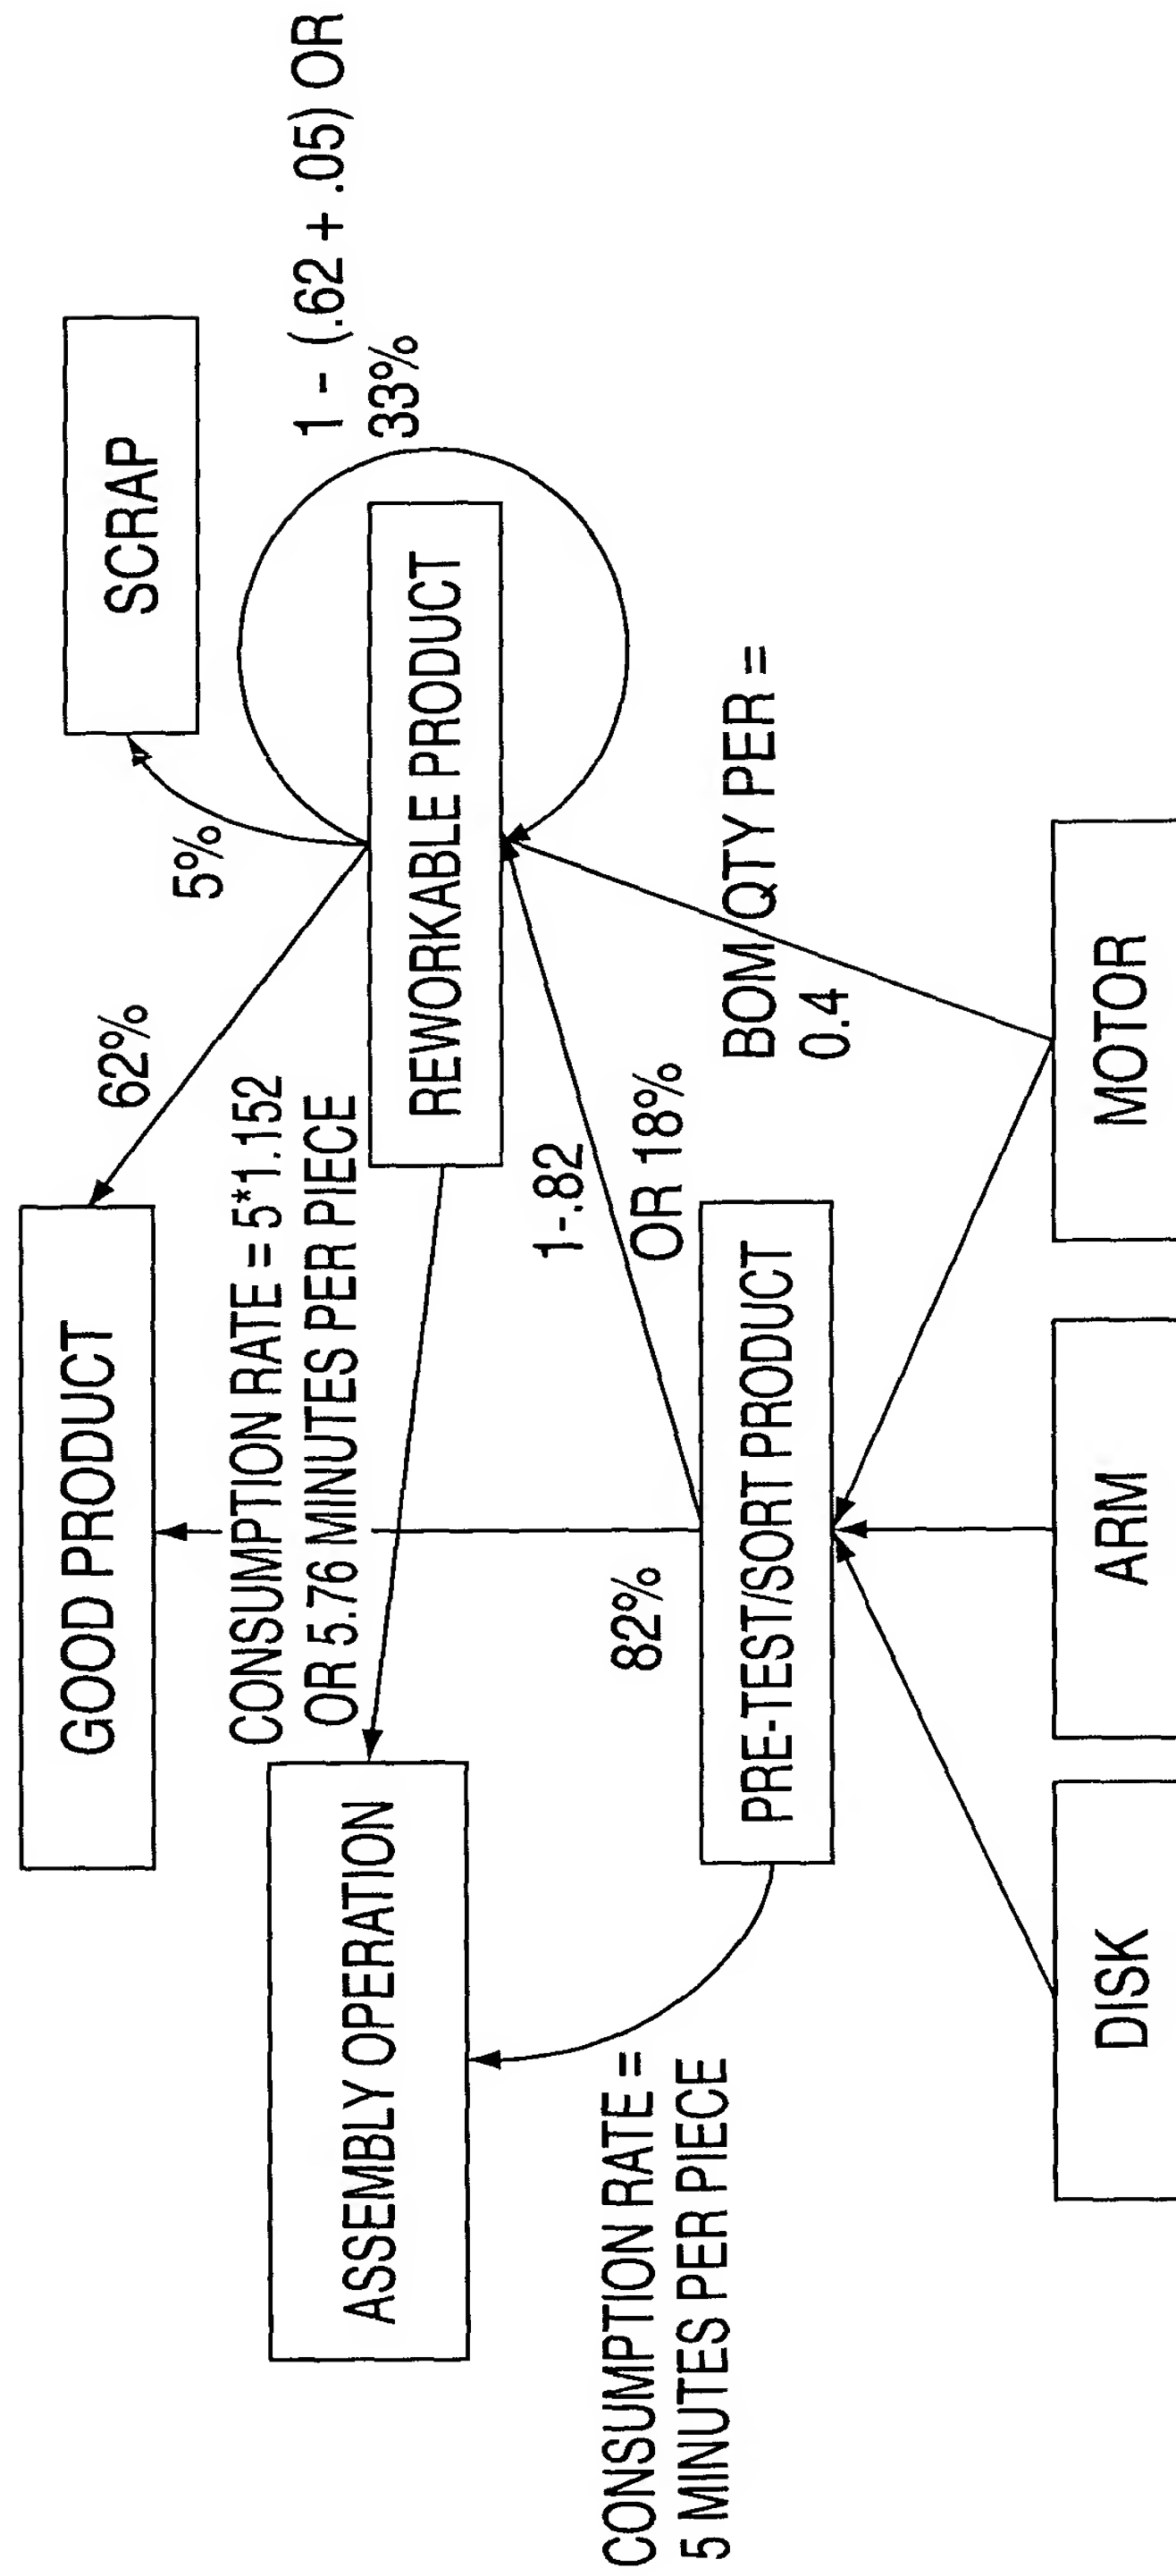 GOOD PRODUCT
SCRAP
62%
5%
1 - (.62 + .05) OR
33%
CONSUMPTION RATE = 5*1.152
OR 5.76 MINUTES PER PIECE
ASSEMBLY OPERATION
REWORKABLE PRODUCT
1-.82
OR 18%
82%
CONSUMPTION RATE =
5 MINUTES PER PIECE
BOM QTY PER =
0.4
PRE-TEST/SORT PRODUCT
DISK
ARM
MOTOR